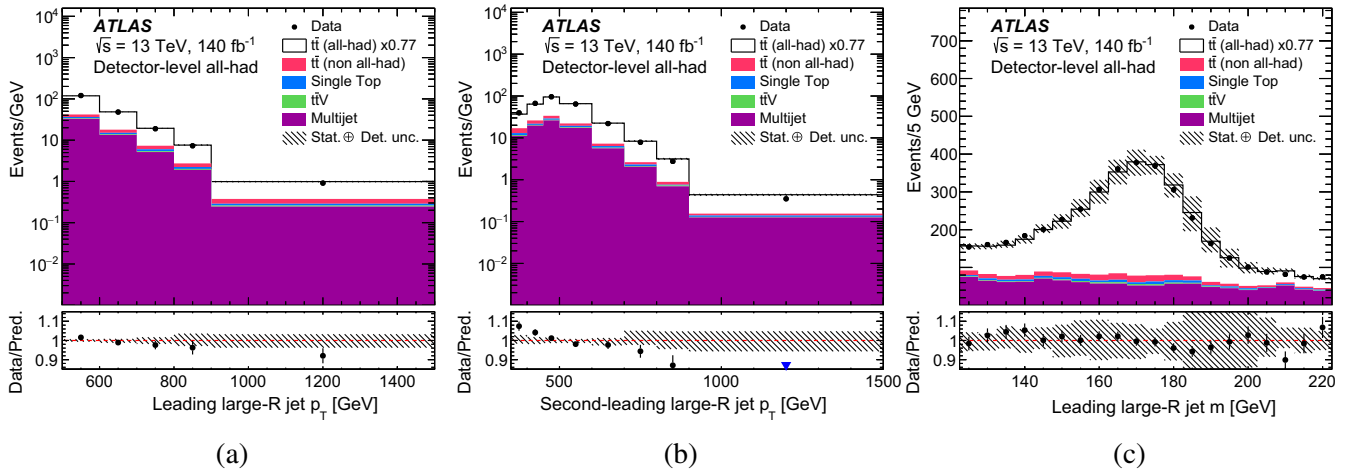 ATLAS
√s = 13 TeV, 140 fb⁻¹
Detector-level all-had
Data
tt̄ (all-had) x0.77
tt̄ (non all-had)
Single Top
tt̄V
Multijet
Stat.⊕ Det. unc.
Events/GeV
10⁴
10³
10²
10
1
10⁻¹
10⁻²
Data/Pred.
1.1
1
0.9
600 800 1000 1200 1400
Leading large-R jet p_T [GeV]
(a)
ATLAS
√s = 13 TeV, 140 fb⁻¹
Detector-level all-had
Data
tt̄ (all-had) x0.77
tt̄ (non all-had)
Single Top
tt̄V
Multijet
Stat.⊕ Det. unc.
Events/GeV
10⁴
10³
10²
10
1
10⁻¹
10⁻²
Data/Pred.
1.1
1
0.9
500 1000 1500
Second-leading large-R jet p_T [GeV]
(b)
ATLAS
√s = 13 TeV, 140 fb⁻¹
Detector-level all-had
Data
tt̄ (all-had) x0.77
tt̄ (non all-had)
Single Top
tt̄V
Multijet
Stat.⊕ Det. unc.
Events/5 GeV
700
600
500
400
300
200
Data/Pred.
1.1
1
0.9
140 160 180 200 220
Leading large-R jet m [GeV]
(c)